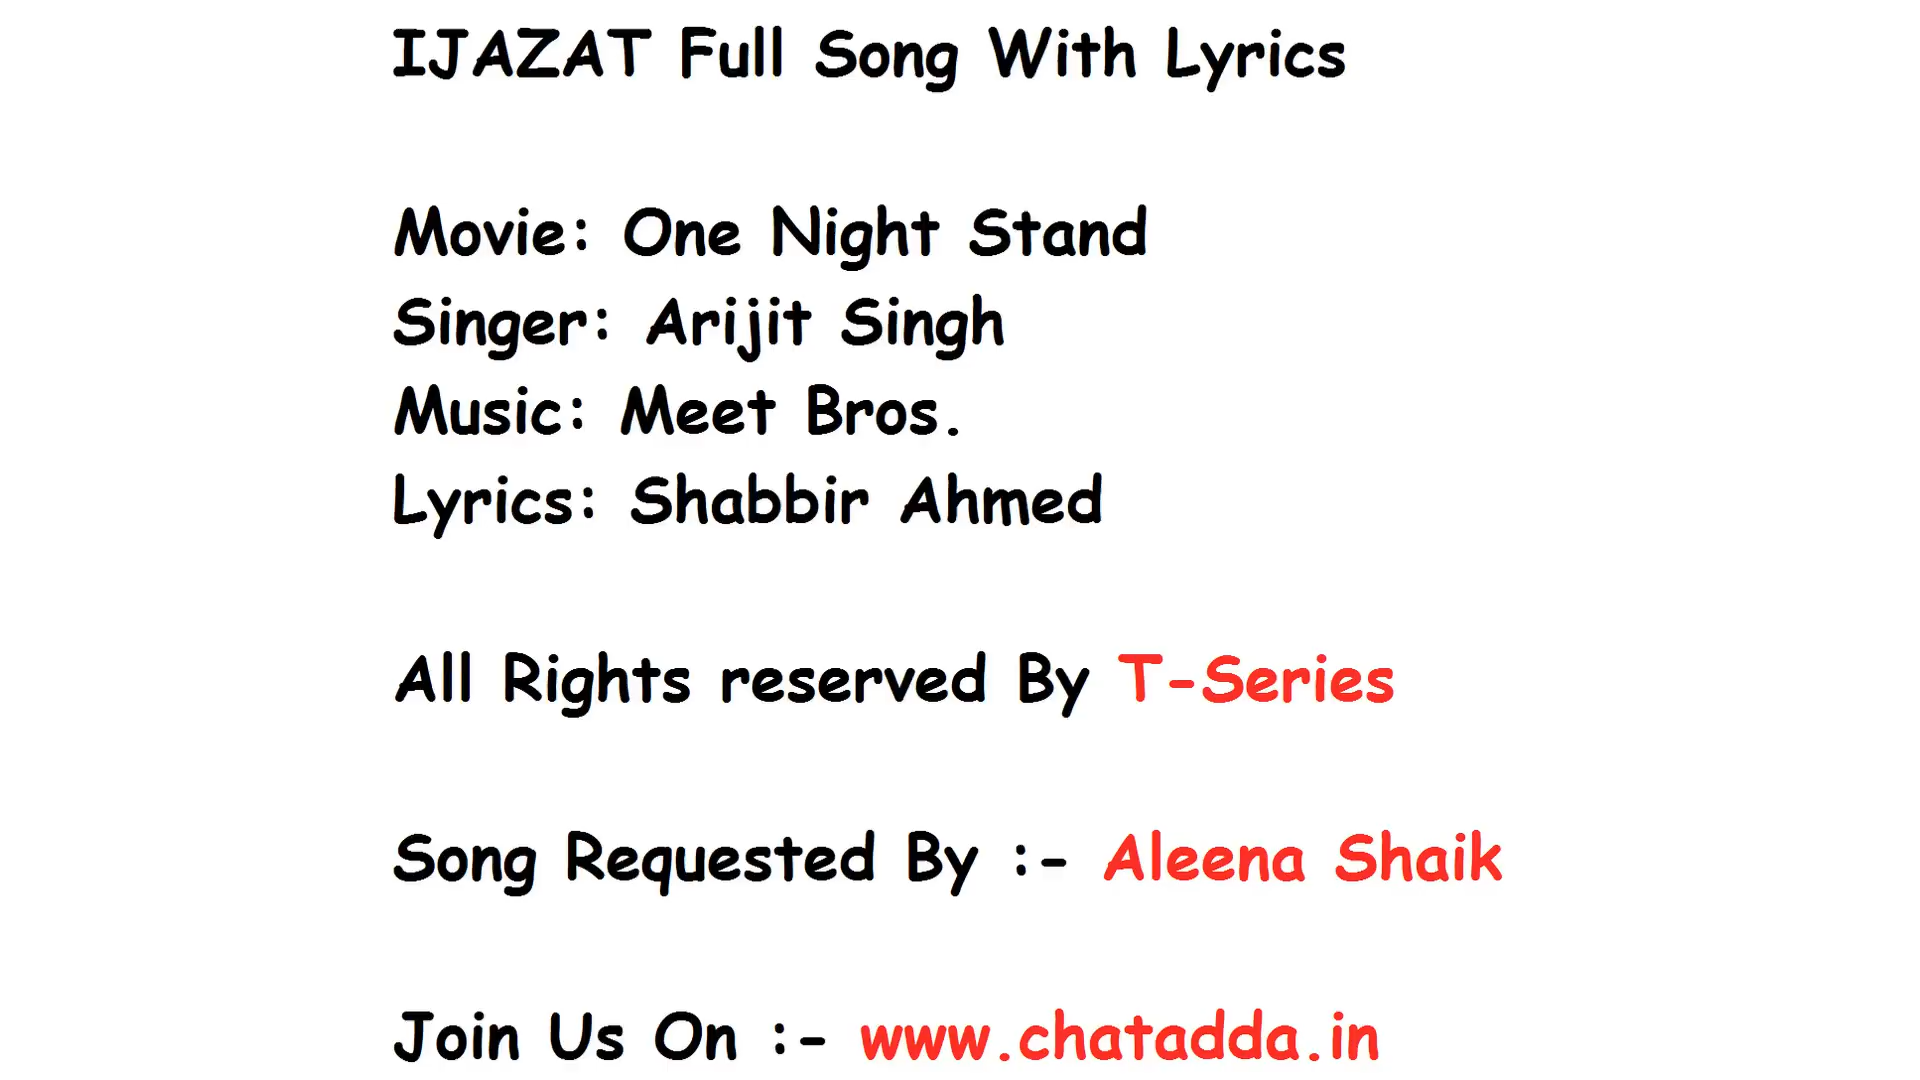 IJAZAT Full Song With Lyrics
Movie: One Night Stand
Singer: Arijit Singh
Music: Meet Bros.
Lyrics: Shabbir Ahmed
All Rights reserved By T-Series
Song Requested By :- Aleena Shaik
Join Us On :- www.chatadda.in